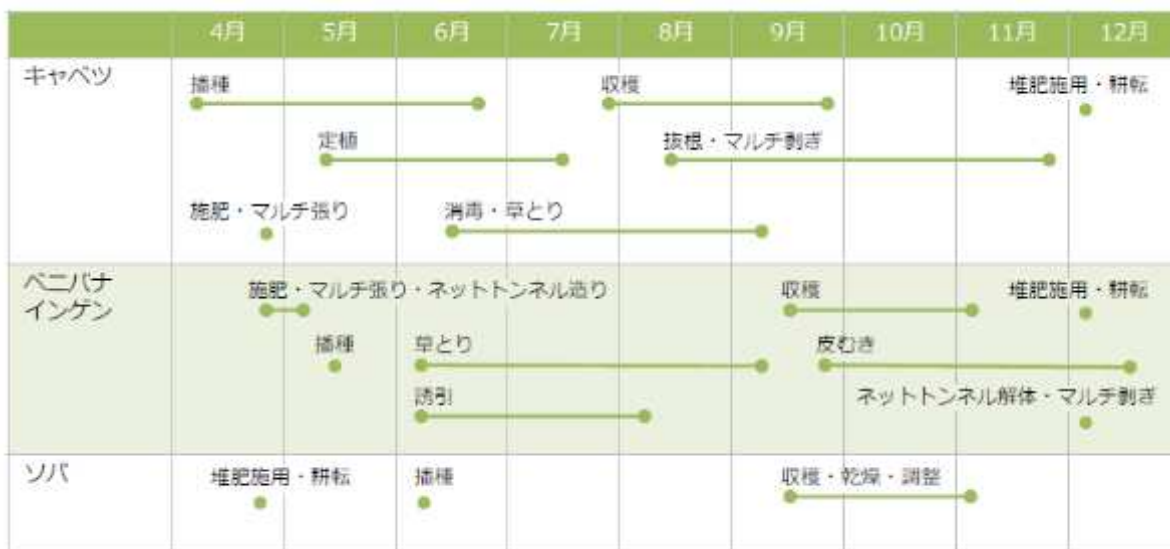 4月 5月 6月 7月 8月 9月 10月 11月 12月
キャベツ
播種 収穫 堆肥施用・耕転
定植 抜根・マルチ剥ぎ
施肥・マルチ張り 消毒・草とり
ベニバナ
インゲン
施肥・マルチ張り・ネットトンネル造り 収穫 堆肥施用・耕転
播種 草とり 皮むき
誘引 ネットトンネル解体・マルチ剥ぎ
ソバ
堆肥施用・耕転 播種 収穫・乾燥・調整